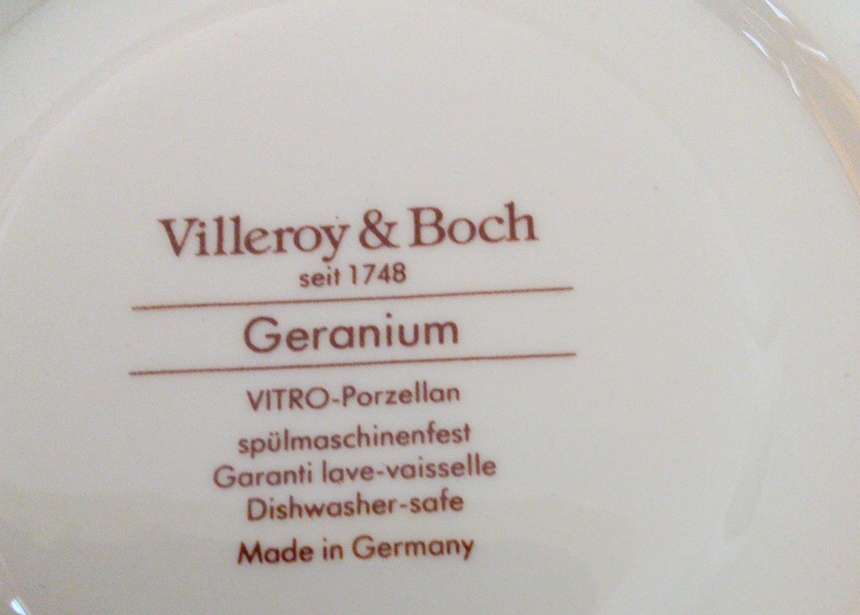 Villeroy & Boch
seit 1748
Geranium
VITRO-Porzellan
spülmaschinenfest
Garanti lave-vaisselle
Dishwasher-safe
Made in Germany